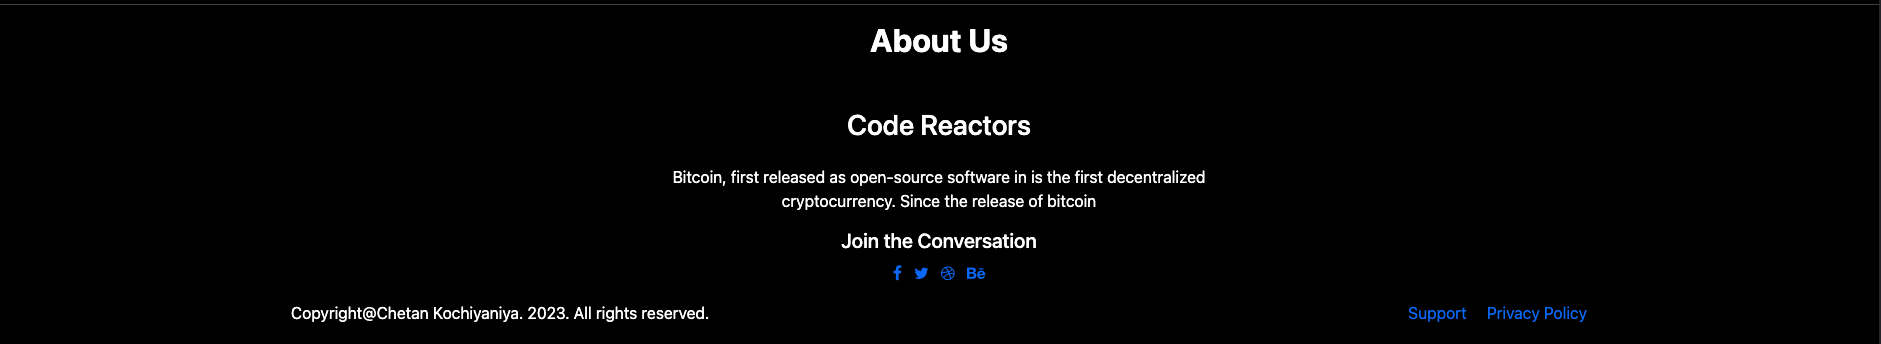 About Us
Code Reactors
Bitcoin, first released as open-source software in is the first decentralized
cryptocurrency. Since the release of bitcoin
Join the Conversation
Bē
Copyright@Chetan Kochiyaniya. 2023. All rights reserved.
Support Privacy Policy